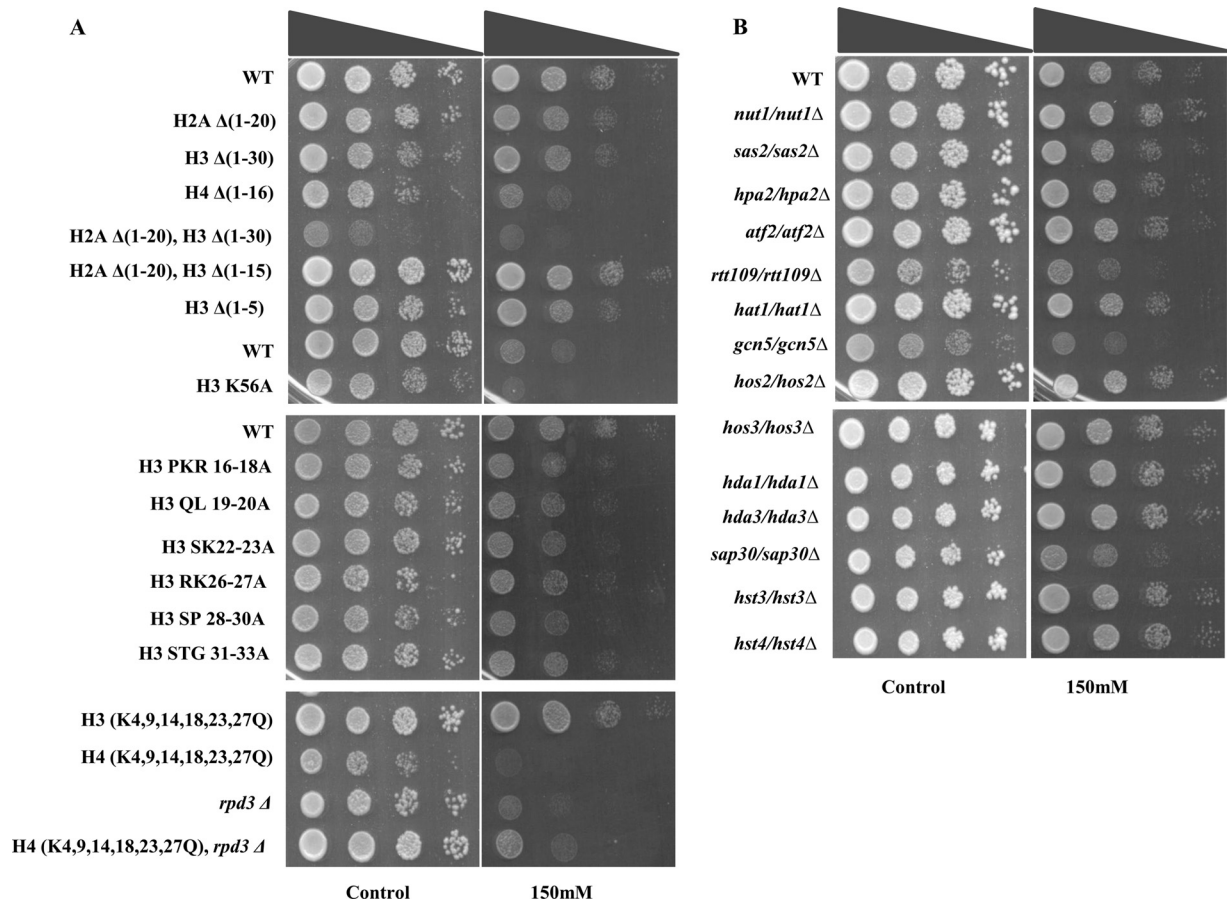 A
WT
H2A Δ(1-20)
H3 Δ(1-30)
H4 Δ(1-16)
H2A Δ(1-20), H3 Δ(1-30)
H2A Δ(1-20), H3 Δ(1-15)
H3 Δ(1-5)
WT
H3 K56A
WT
H3 PKR 16-18A
H3 QL 19-20A
H3 SK22-23A
H3 RK26-27A
H3 SP 28-30A
H3 STG 31-33A
H3 (K4,9,14,18,23,27Q)
H4 (K4,9,14,18,23,27Q)
rpd3 Δ
H4 (K4,9,14,18,23,27Q), rpd3 Δ
Control 150mM
B
WT
nut1/nut1Δ
sas2/sas2Δ
hpa2/hpa2Δ
atf2/atf2Δ
rtt109/rtt109Δ
hat1/hat1Δ
gcn5/gcn5Δ
hos2/hos2Δ
hos3/hos3Δ
hda1/hda1Δ
hda3/hda3Δ
sap30/sap30Δ
hst3/hst3Δ
hst4/hst4Δ
Control 150mM